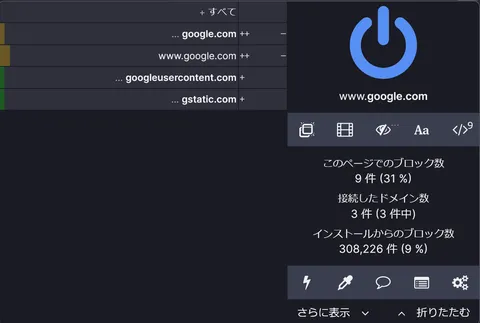 + すべて
... google.com ++ −
www.google.com ++ −
... googleusercontent.com +
... gstatic.com +
www.google.com
Aa </> 9
このページでのブロック数
9 件 (31 %)
接続したドメイン数
3 件 (3 件中)
インストールからのブロック数
308,226 件 (9 %)
さらに表示
折りたたむ